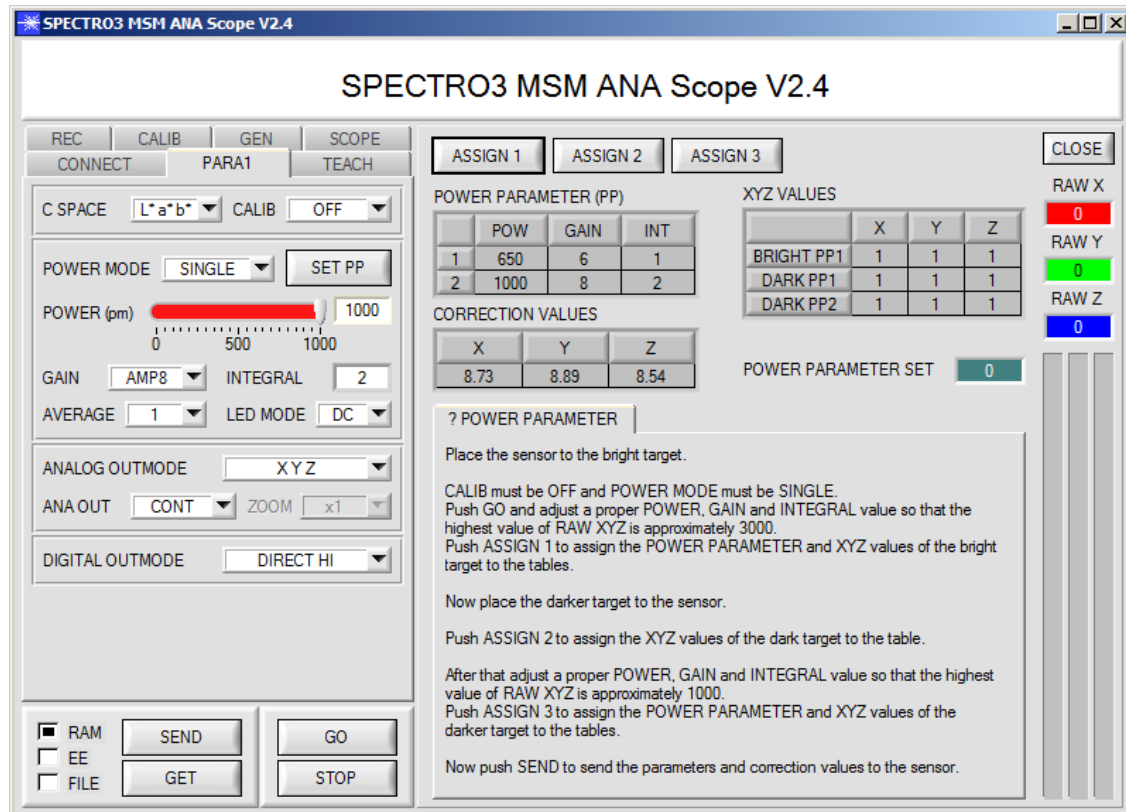 SPECTRO3 MSM ANA Scope V2.4
SPECTRO3 MSM ANA Scope V2.4
REC CALIB GEN SCOPE
CONNECT PARA1 TEACH
C SPACE L*a*b* CALIB OFF
POWER MODE SINGLE SET PP
POWER (pm) 1000
0 500 1000
GAIN AMP8 INTEGRAL 2
AVERAGE 1 LED MODE DC
ANALOG OUTMODE X Y Z
ANA OUT CONT ZOOM x1
DIGITAL OUTMODE DIRECT HI
RAM SEND GO
EE
FILE GET STOP
ASSIGN 1 ASSIGN 2 ASSIGN 3
POWER PARAMETER (PP)
POW GAIN INT
1 650 6 1
2 1000 8 2
CORRECTION VALUES
X Y Z
8.73 8.89 8.54
XYZ VALUES
X Y Z
BRIGHT PP1 1 1 1
DARK PP1 1 1 1
DARK PP2 1 1 1
POWER PARAMETER SET 0
? POWER PARAMETER
Place the sensor to the bright target.
CALIB must be OFF and POWER MODE must be SINGLE.
Push GO and adjust a proper POWER, GAIN and INTEGRAL value so that the
highest value of RAW XYZ is approximately 3000.
Push ASSIGN 1 to assign the POWER PARAMETER and XYZ values of the bright
target to the tables.
Now place the darker target to the sensor.
Push ASSIGN 2 to assign the XYZ values of the dark target to the table.
After that adjust a proper POWER, GAIN and INTEGRAL value so that the highest
value of RAW XYZ is approximately 1000.
Push ASSIGN 3 to assign the POWER PARAMETER and XYZ values of the
darker target to the tables.
Now push SEND to send the parameters and correction values to the sensor.
CLOSE
RAW X
0
RAW Y
0
RAW Z
0